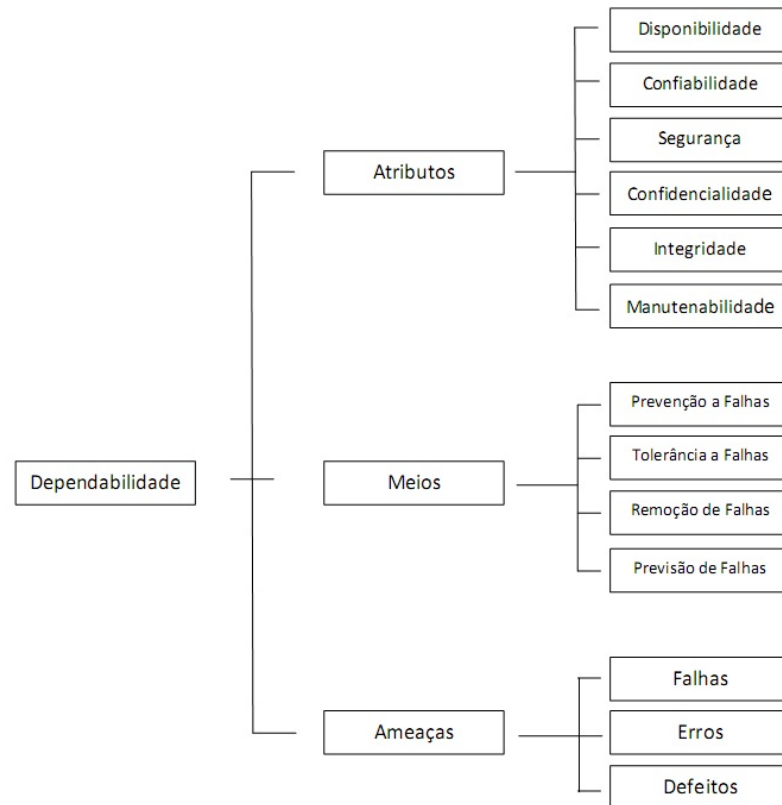 Dependabilidade
Atributos
Disponibilidade
Confiabilidade
Segurança
Confidencialidade
Integridade
Manutenabilidade
Meios
Prevenção a Falhas
Tolerância a Falhas
Remoção de Falhas
Previsão de Falhas
Ameaças
Falhas
Erros
Defeitos